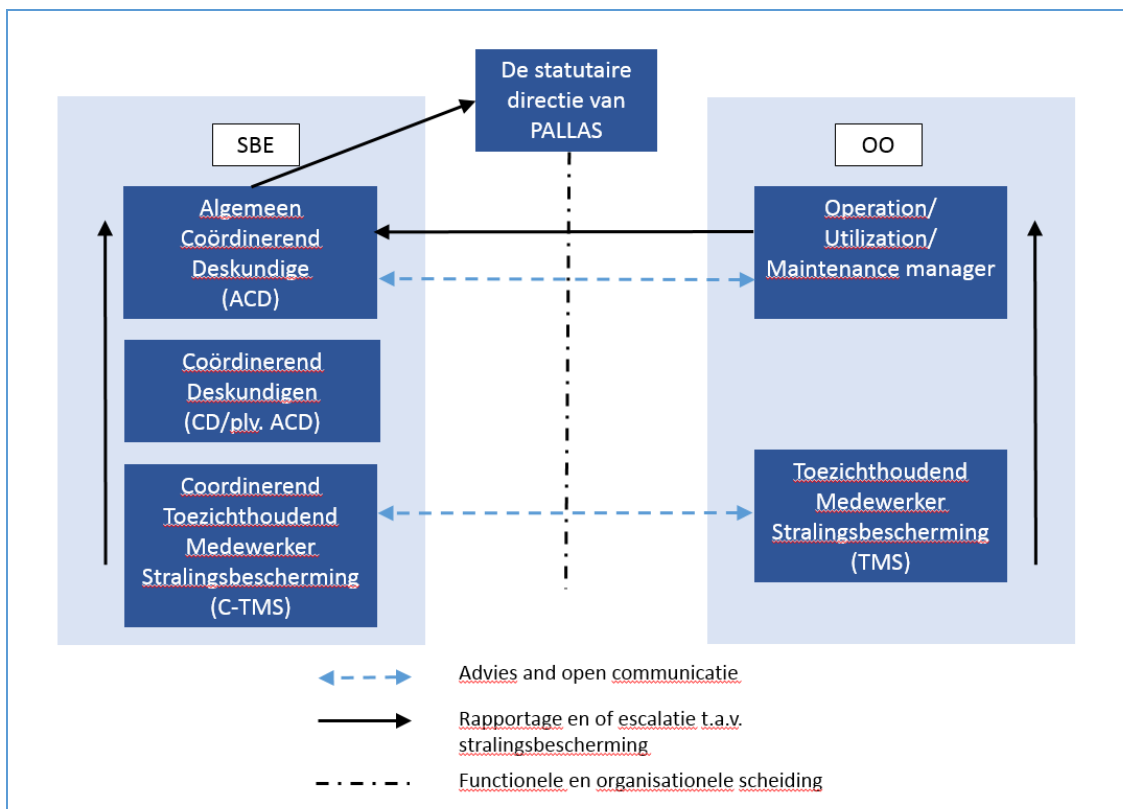 De statutaire
directie van
PALLAS
SBE
Algemeen
Coördinerend
Deskundige
(ACD)
Coördinerend
Deskundigen
(CD/plv. ACD)
Coordinerend
Toezichthoudend
Medewerker
Stralingsbescherming
(C-TMS)
OO
Operation/
Utilization/
Maintenance manager
Toezichthoudend
Medewerker
Stralingsbescherming
(TMS)
Advies and open communicatie
Rapportage en of escalatie t.a.v.
stralingsbescherming
Functionele en organisationele scheiding